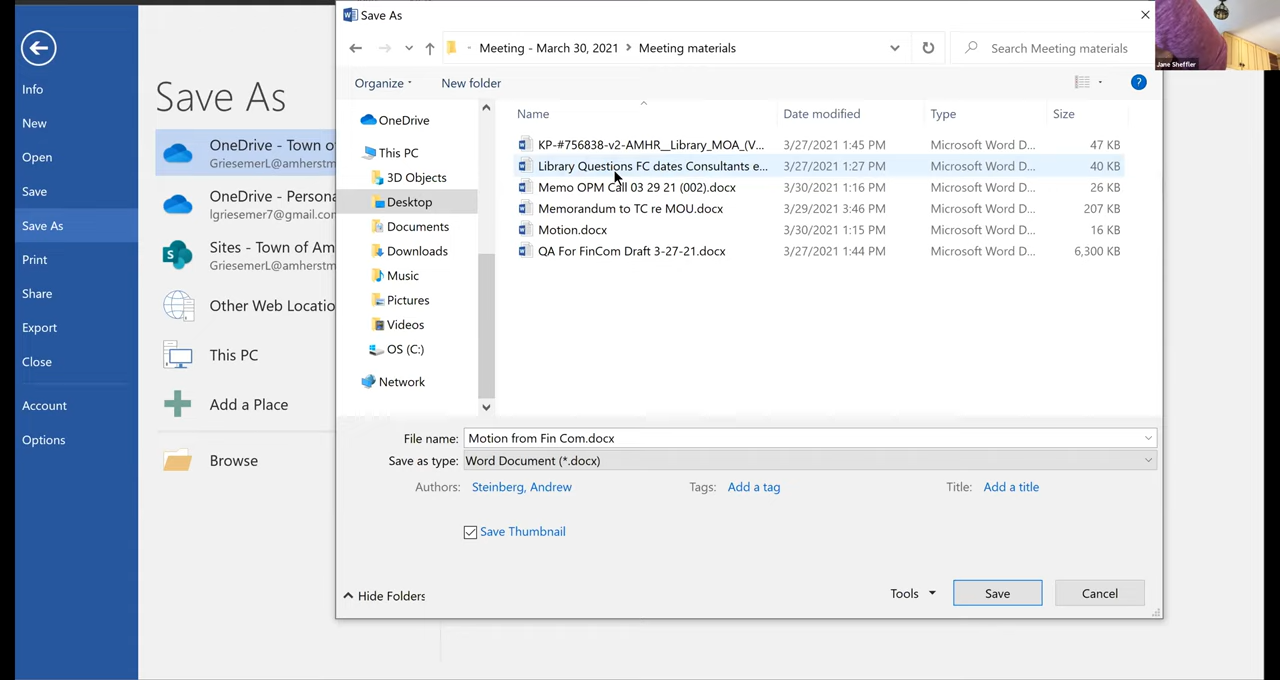 Save As
Meeting - March 30, 2021 > Meeting materials
Search Meeting materials
Jane Sheffler
Organize
New folder
?
Info
New
Open
Save
Save As
Print
Share
Export
Close
Account
Options
Save As
OneDrive - Town o
GriesemerL@amherstm
OneDrive - Persona
lgriesemer7@gmail.com
Sites - Town of Am
GriesemerL@amherstm
Other Web Locatio
This PC
Add a Place
Browse
OneDrive
This PC
3D Objects
Desktop
Documents
Downloads
Music
Pictures
Videos
OS (C:)
Network
Name Date modified Type Size
KP-#756838-v2-AMHR__Library_MOA_(V... 3/27/2021 1:45 PM Microsoft Word D... 47 KB
Library Questions FC dates Consultants e... 3/27/2021 1:27 PM Microsoft Word D... 40 KB
Memo OPM Call 03 29 21 (002).docx 3/30/2021 1:16 PM Microsoft Word D... 26 KB
Memorandum to TC re MOU.docx 3/29/2021 3:46 PM Microsoft Word D... 207 KB
Motion.docx 3/30/2021 1:15 PM Microsoft Word D... 16 KB
QA For FinCom Draft 3-27-21.docx 3/27/2021 1:44 PM Microsoft Word D... 6,300 KB
File name: Motion from Fin Com.docx
Save as type: Word Document (*.docx)
Authors: Steinberg, Andrew Tags: Add a tag Title: Add a title
Save Thumbnail
Hide Folders
Tools
Save
Cancel